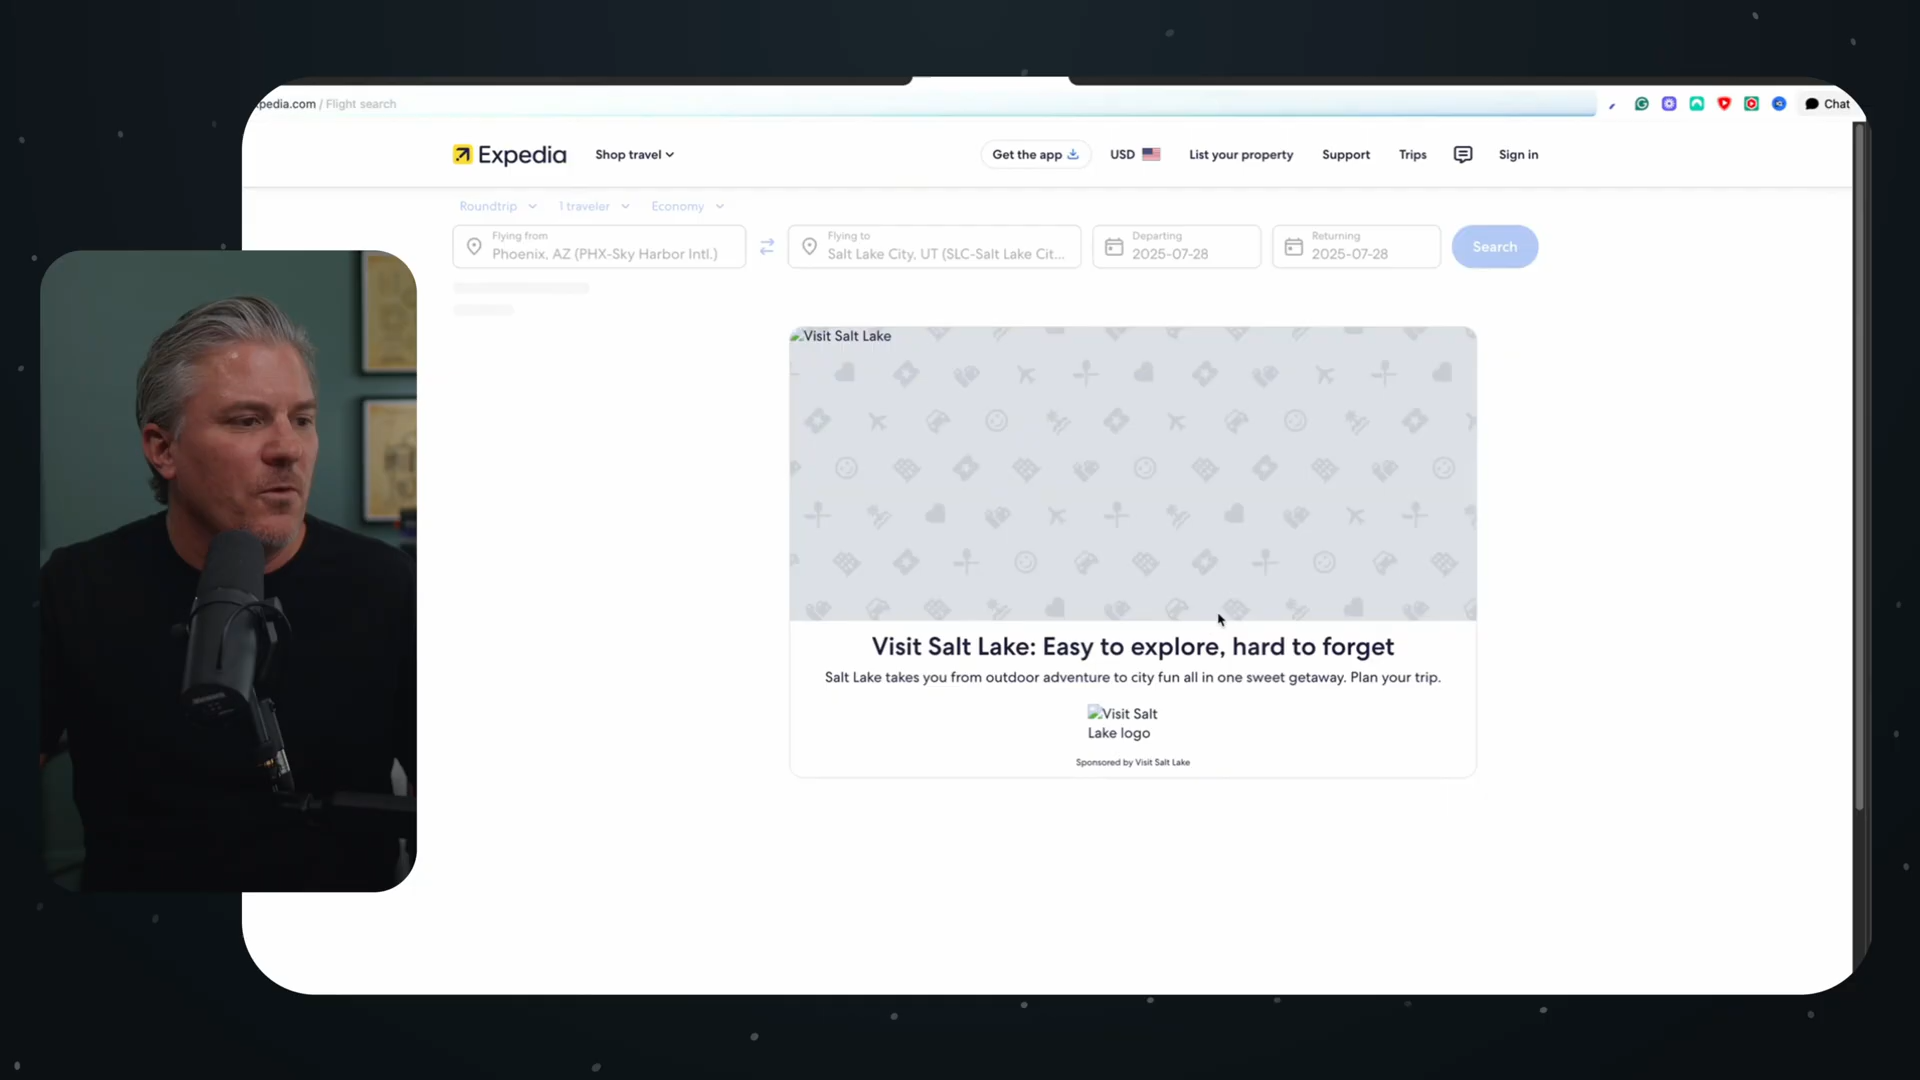 pedia.com / Flight search
Chat
Expedia
Shop travel
Get the app
USD
List your property
Support
Trips
Sign in
Roundtrip
1 traveler
Economy
Flying from
Phoenix, AZ (PHX-Sky Harbor Intl.)
Flying to
Salt Lake City, UT (SLC-Salt Lake Cit...
Departing
2025-07-28
Returning
2025-07-28
Search
Visit Salt Lake
Visit Salt Lake: Easy to explore, hard to forget
Salt Lake takes you from outdoor adventure to city fun all in one sweet getaway. Plan your trip.
Visit Salt
Lake logo
Sponsored by Visit Salt Lake